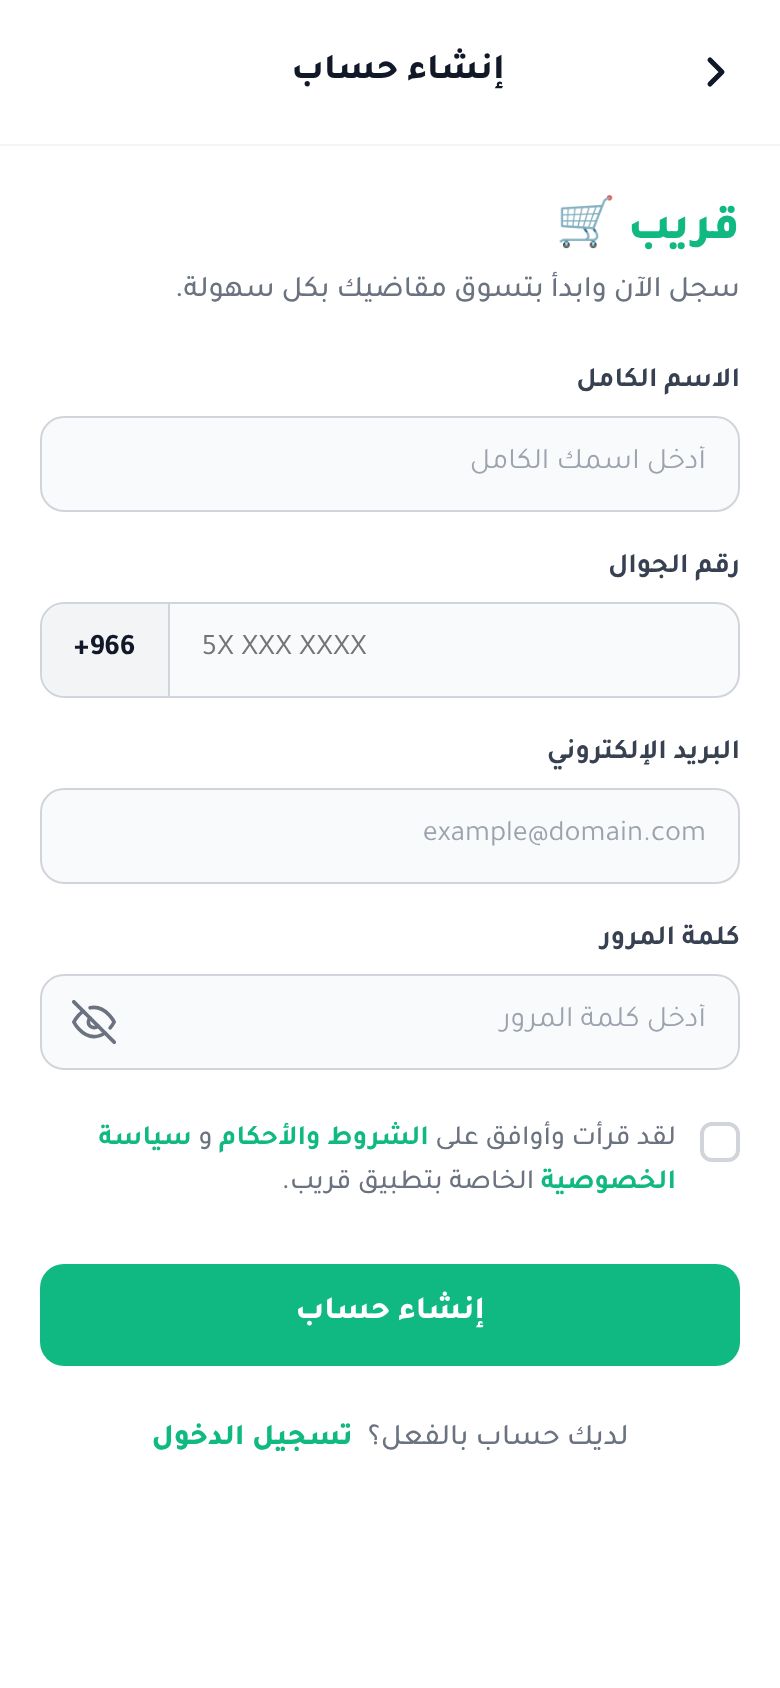 إنشاء حساب
قريب 🛒
سجل الآن وابدأ بتسوق مقاضيك بكل سهولة.
الاسم الكامل
أدخل اسمك الكامل
رقم الجوال
+966 5X XXX XXXX
البريد الإلكتروني
example@domain.com
كلمة المرور
أدخل كلمة المرور
لقد قرأت وأوافق على الشروط والأحكام و سياسة
الخصوصية الخاصة بتطبيق قريب.
إنشاء حساب
لديك حساب بالفعل؟ تسجيل الدخول